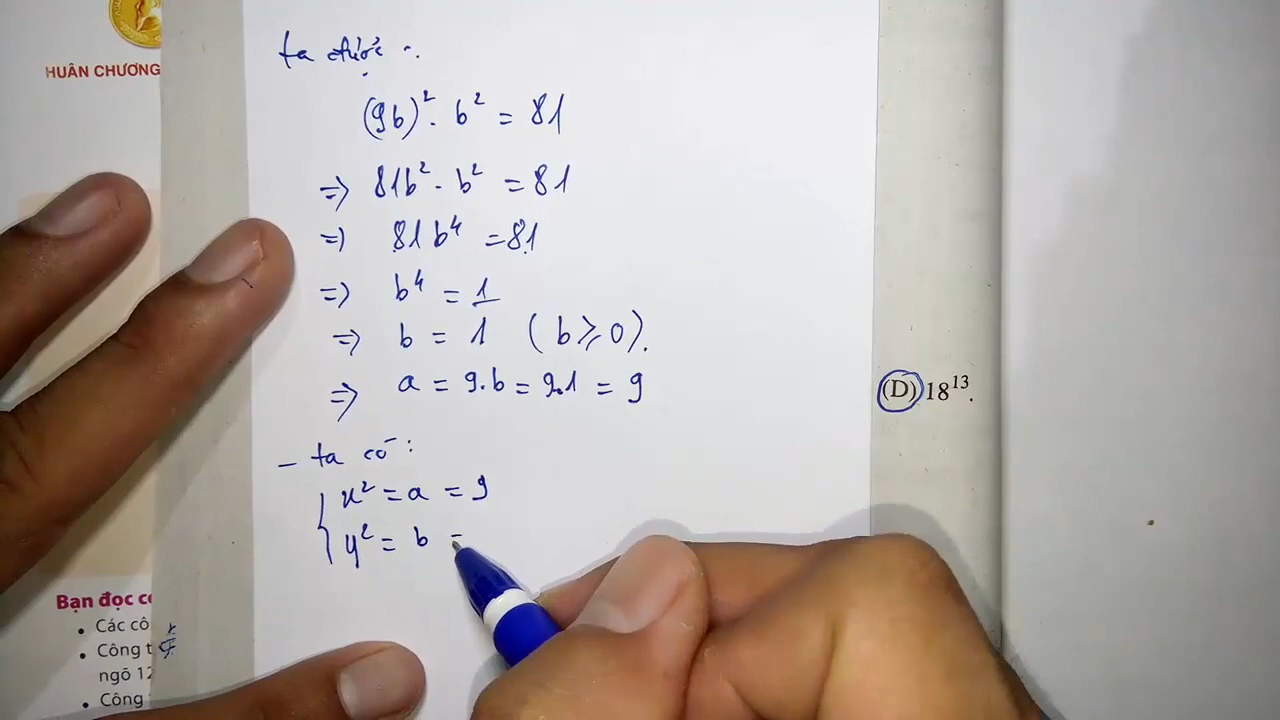 HUÂN CHƯƠNG
ta được :
(9b)² . b² = 81
=> 81b² . b² = 81
=> 81b⁴ = 81
=> b⁴ = 1
=> b = 1 (b ⩾ 0).
=> a = 9.b = 9.1 = 9
(D) 18¹³.
- ta có :
{ x² = a = 9
y² = b =
Bạn đọc c
• Các cô
• Công t
ngõ 12
• Công